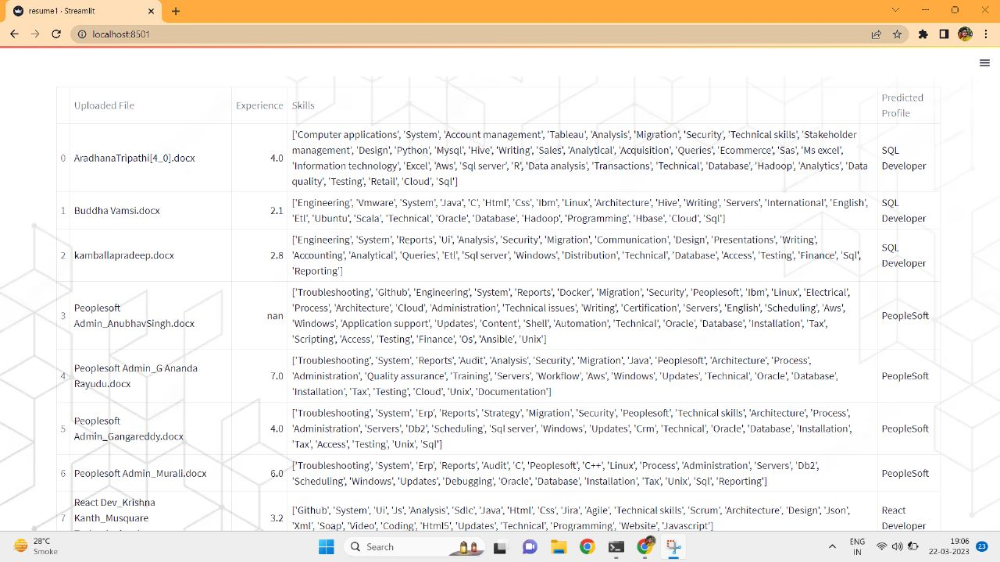 resume1 · Streamlit
localhost:8501
Uploaded File Experience Skills Predicted Profile
0 AradhanaTripathi[4_0].docx 4.0 ['Computer applications', 'System', 'Account management', 'Tableau', 'Analysis', 'Migration', 'Security', 'Technical skills', 'Stakeholder
management', 'Design', 'Python', 'Mysql', 'Hive', 'Writing', 'Sales', 'Analytical', 'Acquisition', 'Queries', 'Ecommerce', 'Sas', 'Ms excel',
'Information technology', 'Excel', 'Aws', 'Sql server', 'R', 'Data analysis', 'Transactions', 'Technical', 'Database', 'Hadoop', 'Analytics', 'Data
quality', 'Testing', 'Retail', 'Cloud', 'Sql']
SQL
Developer
1 Buddha Vamsi.docx 2.1 ['Engineering', 'Vmware', 'System', 'Java', 'C', 'Html', 'Css', 'Ibm', 'Linux', 'Architecture', 'Hive', 'Writing', 'Servers', 'International', 'English',
'Etl', 'Ubuntu', 'Scala', 'Technical', 'Oracle', 'Database', 'Hadoop', 'Programming', 'Hbase', 'Cloud', 'Sql']
SQL
Developer
2 kamballapradeep.docx 2.8 ['Engineering', 'System', 'Reports', 'Ui', 'Analysis', 'Security', 'Migration', 'Communication', 'Design', 'Presentations', 'Writing',
'Accounting', 'Analytical', 'Queries', 'Etl', 'Sql server', 'Windows', 'Distribution', 'Technical', 'Database', 'Access', 'Testing', 'Finance', 'Sql',
'Reporting']
SQL
Developer
3 Peoplesoft
Admin_AnubhavSingh.docx
nan ['Troubleshooting', 'Github', 'Engineering', 'System', 'Reports', 'Docker', 'Migration', 'Security', 'Peoplesoft', 'Ibm', 'Linux', 'Electrical',
'Process', 'Architecture', 'Cloud', 'Administration', 'Technical issues', 'Writing', 'Certification', 'Servers', 'English', 'Scheduling', 'Aws',
'Windows', 'Application support', 'Updates', 'Content', 'Shell', 'Automation', 'Technical', 'Oracle', 'Database', 'Installation', 'Tax',
'Scripting', 'Access', 'Testing', 'Finance', 'Os', 'Ansible', 'Unix']
PeopleSoft
4 Peoplesoft Admin_G Ananda
Rayudu.docx
7.0 ['Troubleshooting', 'System', 'Reports', 'Audit', 'Analysis', 'Security', 'Migration', 'Java', 'Peoplesoft', 'Architecture', 'Process',
'Administration', 'Quality assurance', 'Training', 'Servers', 'Workflow', 'Aws', 'Windows', 'Updates', 'Technical', 'Oracle', 'Database',
'Installation', 'Tax', 'Testing', 'Cloud', 'Unix', 'Documentation']
PeopleSoft
5 Peoplesoft
Admin_Gangareddy.docx
4.0 ['Troubleshooting', 'System', 'Erp', 'Reports', 'Strategy', 'Migration', 'Security', 'Peoplesoft', 'Technical skills', 'Architecture', 'Process',
'Administration', 'Servers', 'Db2', 'Scheduling', 'Sql server', 'Windows', 'Updates', 'Crm', 'Technical', 'Oracle', 'Database', 'Installation',
'Tax', 'Access', 'Testing', 'Unix', 'Sql']
PeopleSoft
6 Peoplesoft Admin_Murali.docx 6.0 ['Troubleshooting', 'System', 'Erp', 'Reports', 'Audit', 'C', 'Peoplesoft', 'C++', 'Linux', 'Process', 'Administration', 'Servers', 'Db2',
'Scheduling', 'Windows', 'Updates', 'Debugging', 'Oracle', 'Database', 'Installation', 'Tax', 'Unix', 'Sql', 'Reporting']
PeopleSoft
7 React Dev_Krishna
Kanth_Musquare
3.2 ['Github', 'System', 'Ui', 'Js', 'Analysis', 'Sdlc', 'Java', 'Html', 'Css', 'Jira', 'Agile', 'Technical skills', 'Scrum', 'Architecture', 'Design', 'Json',
'Xml', 'Soap', 'Video', 'Coding', 'Html5', 'Updates', 'Technical', 'Programming', 'Website', 'Javascript']
React
Developer
28°C
Smoke
Search
ENG
IN
19:06
22-03-2023
23